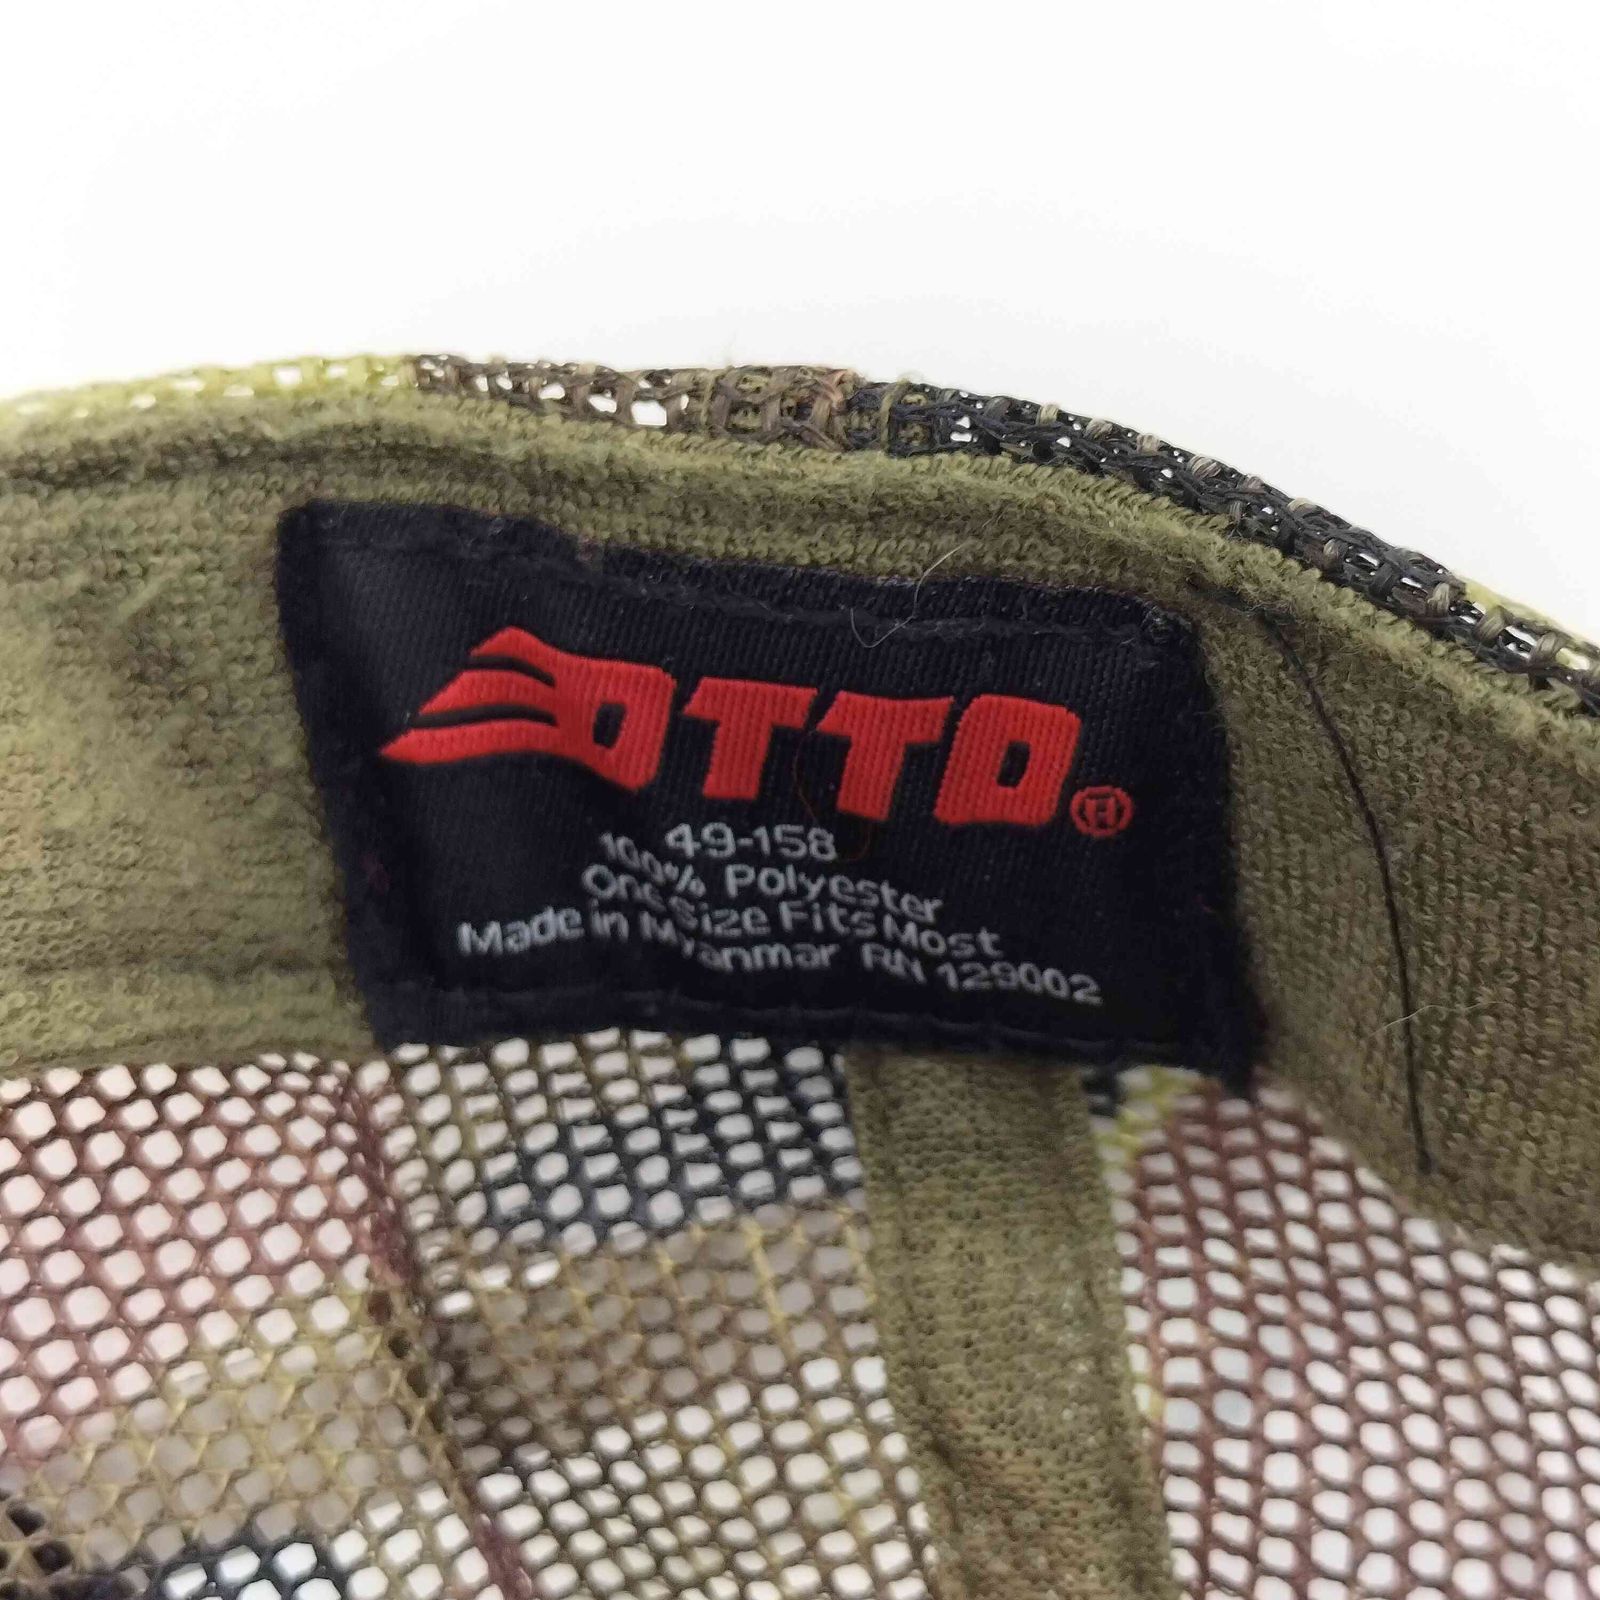 OTTO®
49-158
100% Polyester
One Size Fits Most
Made in Myanmar RN 129002